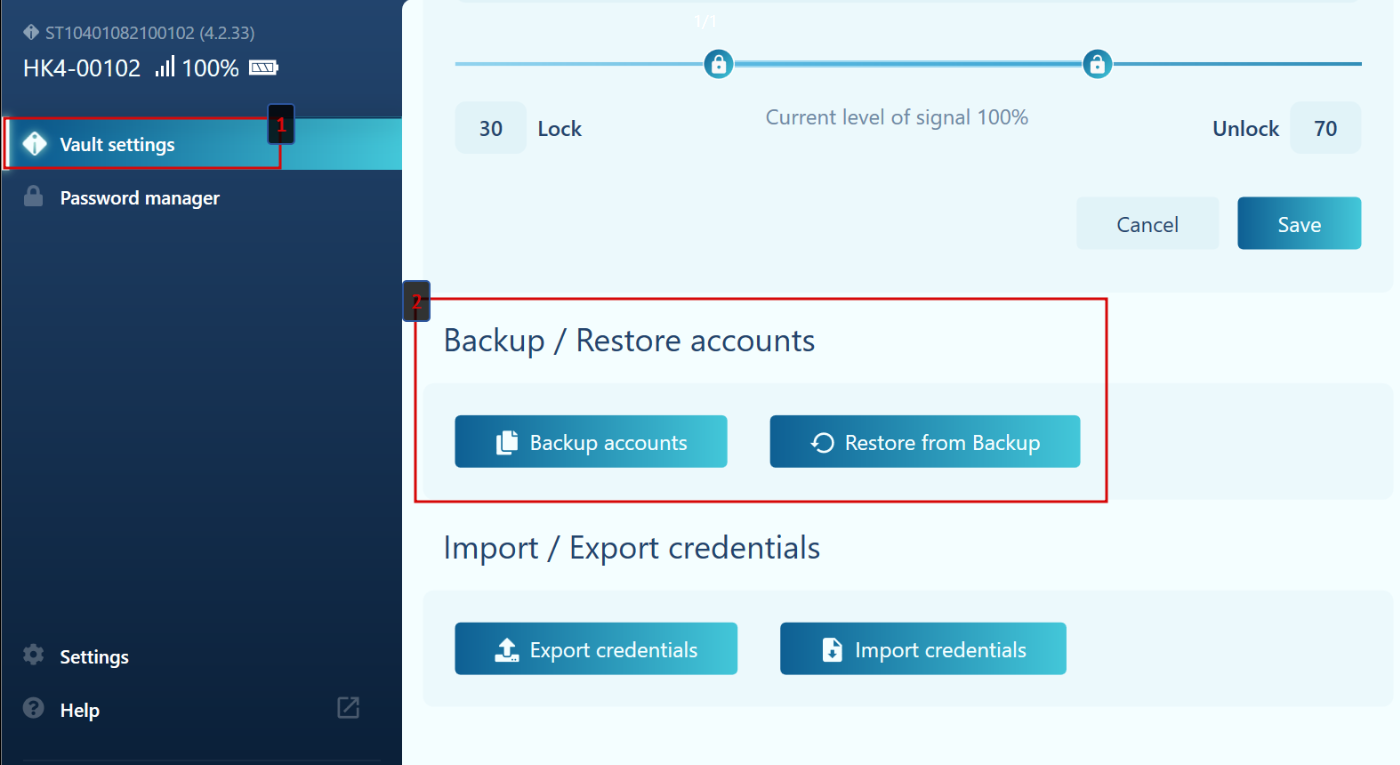 ST10401082100102 (4.2.33)
HK4-00102 100%
1
Vault settings
Password manager
Settings
Help
1/1
30 Lock
Current level of signal 100%
Unlock 70
Cancel
Save
2
Backup / Restore accounts
Backup accounts
Restore from Backup
Import / Export credentials
Export credentials
Import credentials